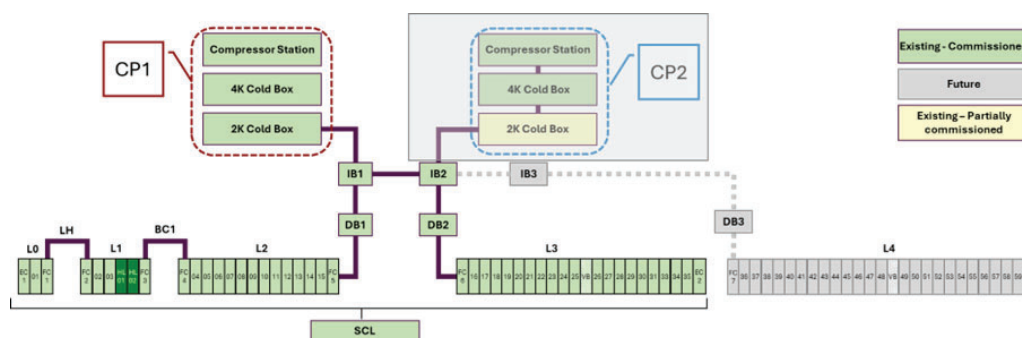 CP1
Compressor Station
4K Cold Box
2K Cold Box
Compressor Station
4K Cold Box
2K Cold Box
CP2
Existing - Commissione
Future
Existing – Partially
commissioned
IB1
IB2
IB3
DB1
DB2
DB3
L0
LH
L1
BC1
L2
L3
L4
EC 1 01 FC 1
FC 2 02 03 HL 01 HL 02 FC 3
FC 4 04 05 06 07 08 09 10 11 12 13 14 15 FC 5
FC 6 16 17 18 19 20 21 22 23 24 25 VB 26 27 28 29 30 31 33 34 35 EC 2
FC 7 36 37 38 39 40 41 42 43 44 45 46 47 48 VB 49 50 51 52 53 54 55 56 57 58 59
SCL